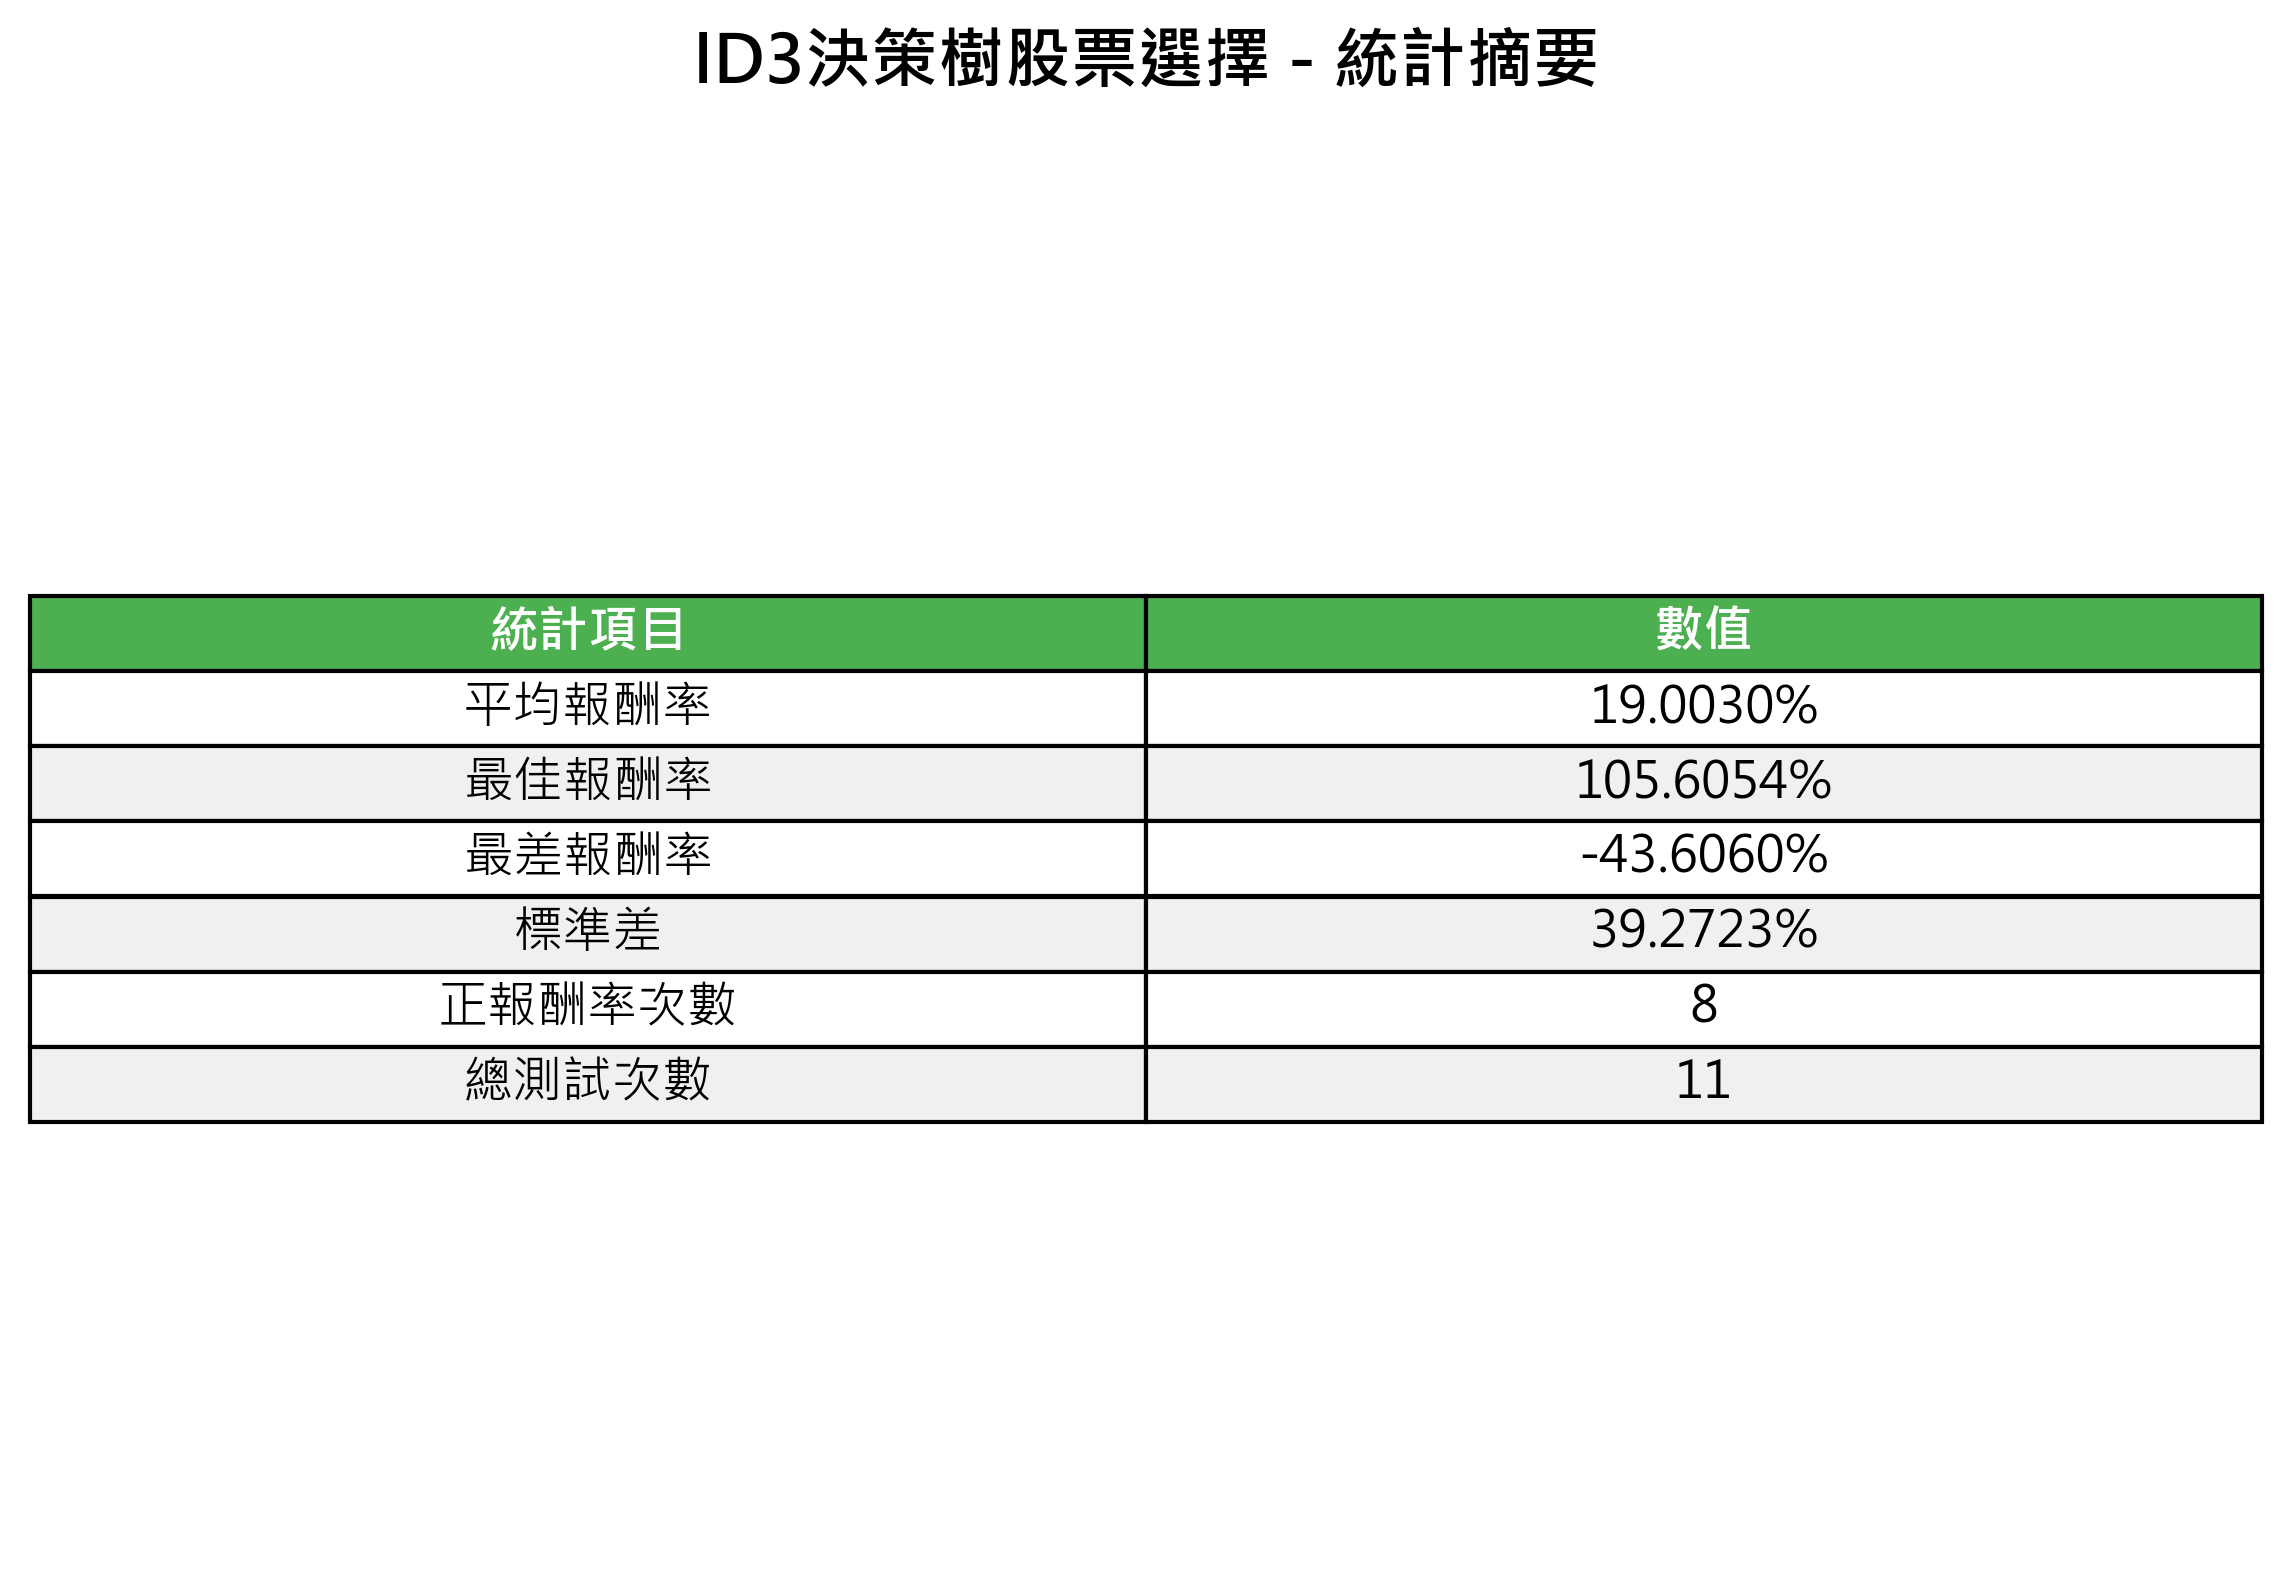 ID3決策樹股票選擇 - 統計摘要
統計項目 數值
平均報酬率 19.0030%
最佳報酬率 105.6054%
最差報酬率 -43.6060%
標準差 39.2723%
正報酬率次數 8
總測試次數 11